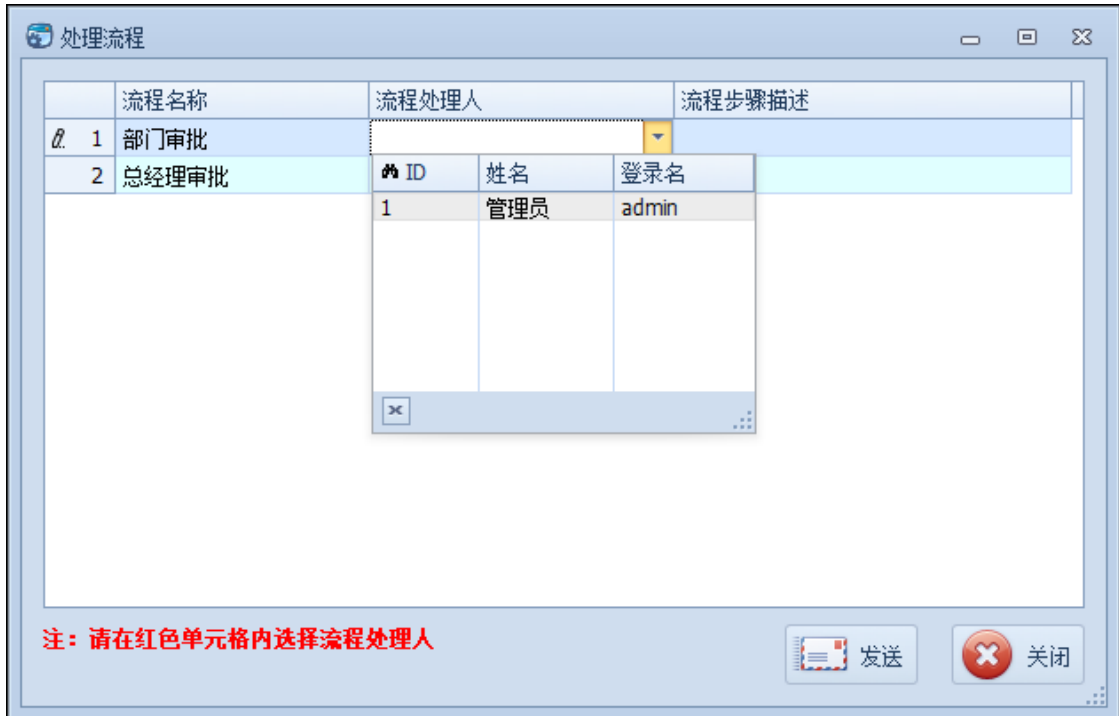 处理流程
流程名称 流程处理人 流程步骤描述
1 部门审批
2 总经理审批
ID 姓名 登录名
1 管理员 admin
注：请在红色单元格内选择流程处理人
发送 关闭